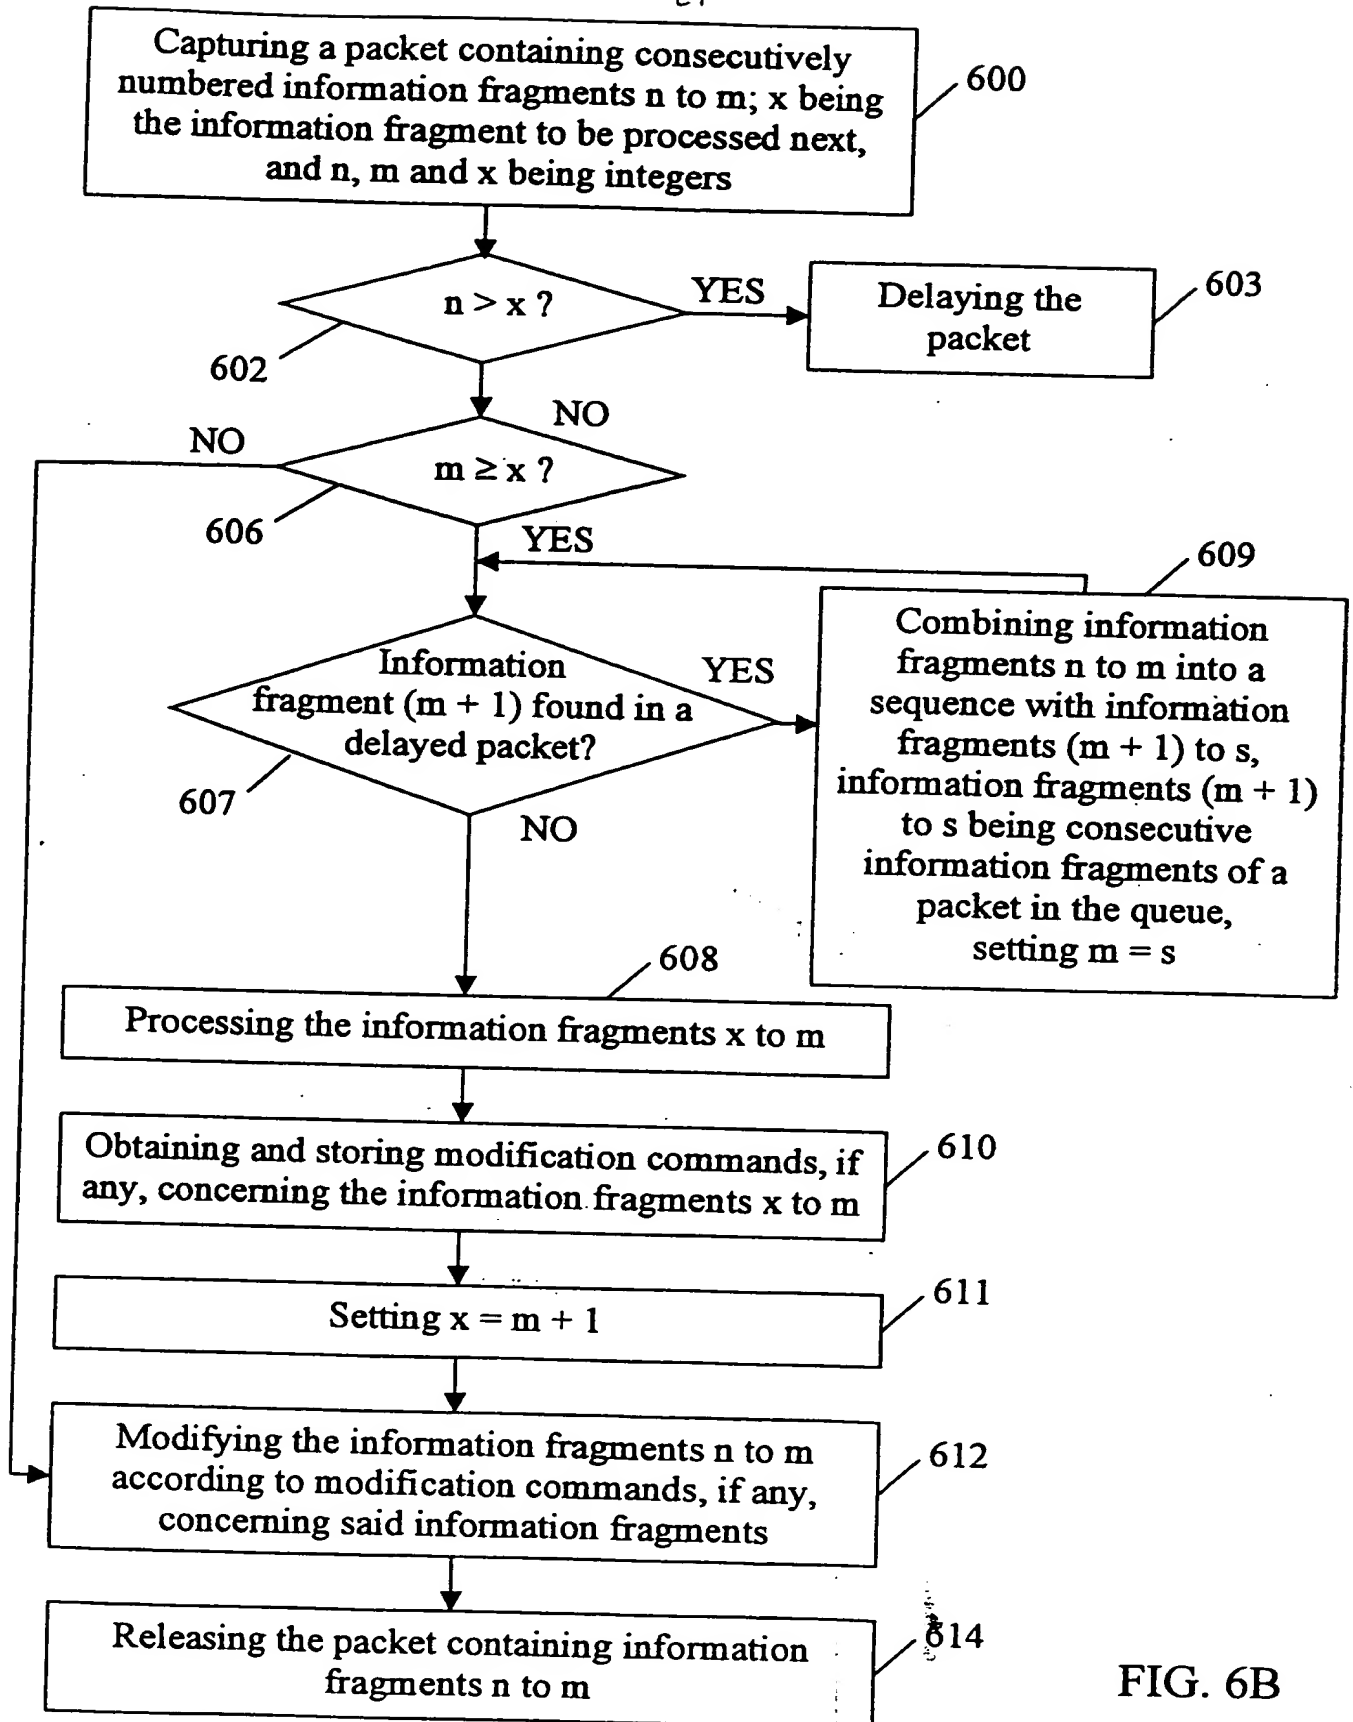 Capturing a packet containing consecutively
numbered information fragments n to m; x being
the information fragment to be processed next,
and n, m and x being integers
600
n > x ?
YES
Delaying the
packet
603
602
NO
NO
m ≥ x ?
606
YES
609
Information
fragment (m + 1) found in a
delayed packet?
YES
607
NO
Combining information
fragments n to m into a
sequence with information
fragments (m + 1) to s,
information fragments (m + 1)
to s being consecutive
information fragments of a
packet in the queue,
setting m = s
608
Processing the information fragments x to m
Obtaining and storing modification commands, if
any, concerning the information fragments x to m
610
Setting x = m + 1
611
Modifying the information fragments n to m
according to modification commands, if any,
concerning said information fragments
612
Releasing the packet containing information
fragments n to m
614
FIG. 6B